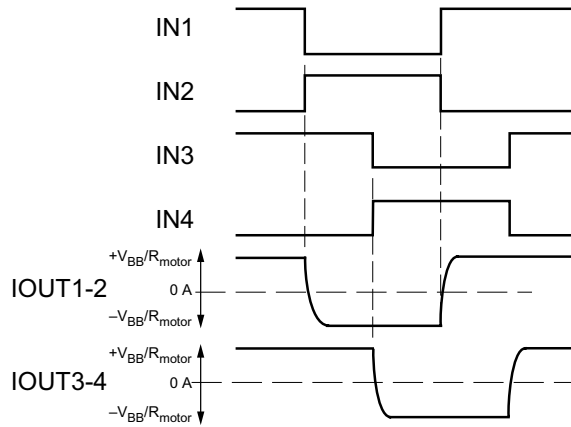 IN1
IN2
IN3
IN4
+VBB/Rmotor
IOUT1-2
0 A
–VBB/Rmotor
+VBB/Rmotor
IOUT3-4
0 A
–VBB/Rmotor